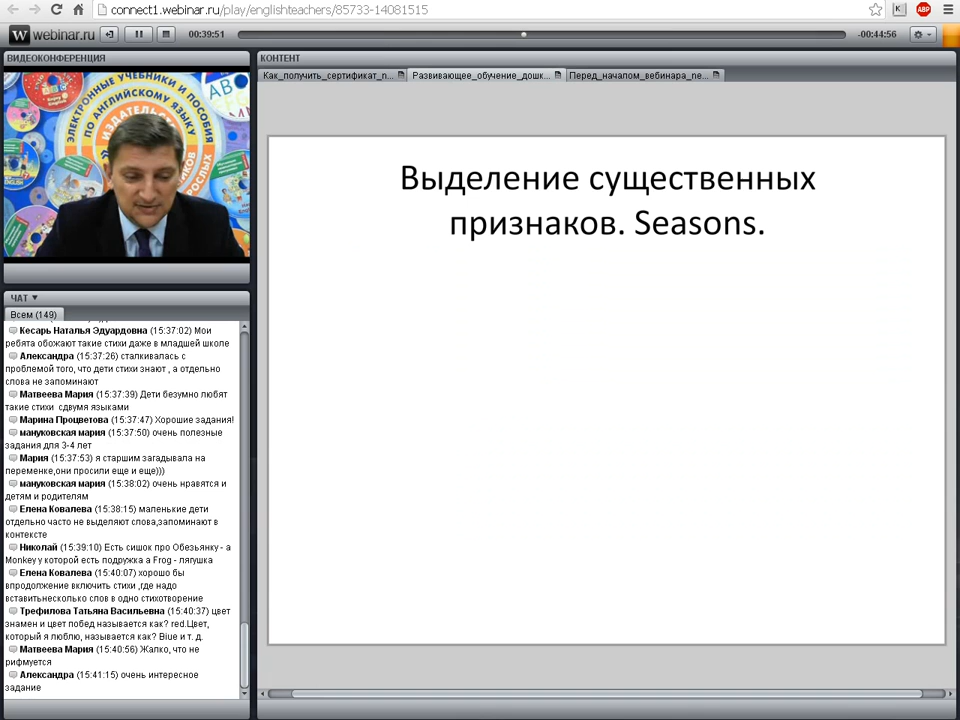 connect1.webinar.ru/play/englishteachers/85733-14081515
K
ABP
W webinar.ru
00:39:51
-00:44:56
ВИДЕОКОНФЕРЕНЦИЯ
ЭЛЕКТРОННЫЕ УЧЕБНИКИ И ПОСОБИЯ
ПО АНГЛИЙСКОМУ ЯЗЫКУ
ЧАТ
Всем (149)
Кесарь Наталья Эдуардовна (15:37:02) Мои
ребята обожают такие стихи даже в младшей школе
Александра (15:37:26) сталкивалась с
проблемой того, что дети стихи знают , а отдельно
слова не запоминают
Матвеева Мария (15:37:39) Дети безумно любят
такие стихи сдвумя языками
Марина Процветова (15:37:47) Хорошие задания!
мануковская мария (15:37:50) очень полезные
задания для 3-4 лет
Мария (15:37:53) я старшим загадывала на
переменке,они просили еще и еще)))
мануковская мария (15:38:02) очень нравятся и
детям и родителям
Елена Ковалева (15:38:15) маленькие дети
отдельно часто не выделяют слова,запоминают в
контексте
Николай (15:39:10) Есть сишок про Обезьянку - а
Monkey у которой есть подружка a Frog - лягушка
Елена Ковалева (15:40:07) хорошо бы
впродолжение включить стихи ,где надо
вставитьнесколько слов в одно стихотворение
Трефилова Татьяна Васильевна (15:40:37) цвет
знамен и цвет побед называется как? red.Цвет,
который я люблю, называется как? Biue и т. д.
Матвеева Мария (15:40:56) Жалко, что не
рифмуется
Александра (15:41:15) очень интересное
задание
КОНТЕНТ
Как_получить_сертификат_п... Развивающее_обучение_дошк... Перед_началом_вебинара_пе...
Выделение существенных
признаков. Seasons.